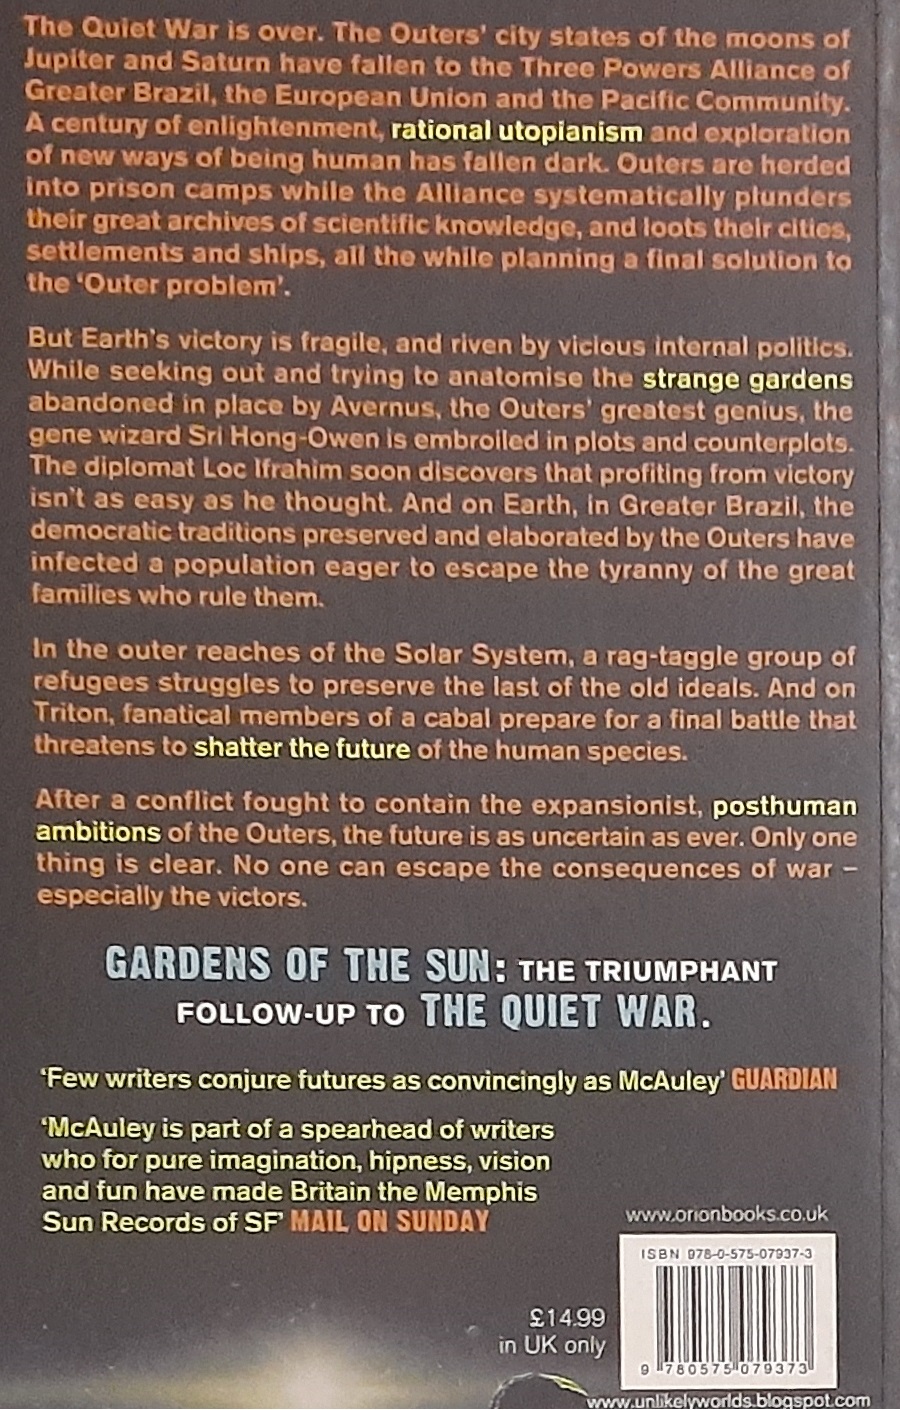 The Quiet War is over. The Outers' city states of the moons of
Jupiter and Saturn have fallen to the Three Powers Alliance of
Greater Brazil, the European Union and the Pacific Community.
A century of enlightenment, rational utopianism and exploration
of new ways of being human has fallen dark. Outers are herded
into prison camps while the Alliance systematically plunders
their great archives of scientific knowledge, and loots their cities,
settlements and ships, all the while planning a final solution to
the 'Outer problem'.
But Earth's victory is fragile, and riven by vicious internal politics.
While seeking out and trying to anatomise the strange gardens
abandoned in place by Avernus, the Outers' greatest genius, the
gene wizard Sri Hong-Owen is embroiled in plots and counterplots.
The diplomat Loc Ifrahim soon discovers that profiting from victory
isn't as easy as he thought. And on Earth, in Greater Brazil, the
democratic traditions preserved and elaborated by the Outers have
infected a population eager to escape the tyranny of the great
families who rule them.
In the outer reaches of the Solar System, a rag-taggle group of
refugees struggles to preserve the last of the old ideals. And on
Triton, fanatical members of a cabal prepare for a final battle that
threatens to shatter the future of the human species.
After a conflict fought to contain the expansionist, posthuman
ambitions of the Outers, the future is as uncertain as ever. Only one
thing is clear. No one can escape the consequences of war –
especially the victors.
GARDENS OF THE SUN: THE TRIUMPHANT
FOLLOW-UP TO THE QUIET WAR.
'Few writers conjure futures as convincingly as McAuley' GUARDIAN
'McAuley is part of a spearhead of writers
who for pure imagination, hipness, vision
and fun have made Britain the Memphis
Sun Records of SF' MAIL ON SUNDAY
www.orionbooks.co.uk
ISBN 978-0-575-07937-3
£14.99
in UK only
9 780575 079373
www.unlikelyworlds.blogspot.com